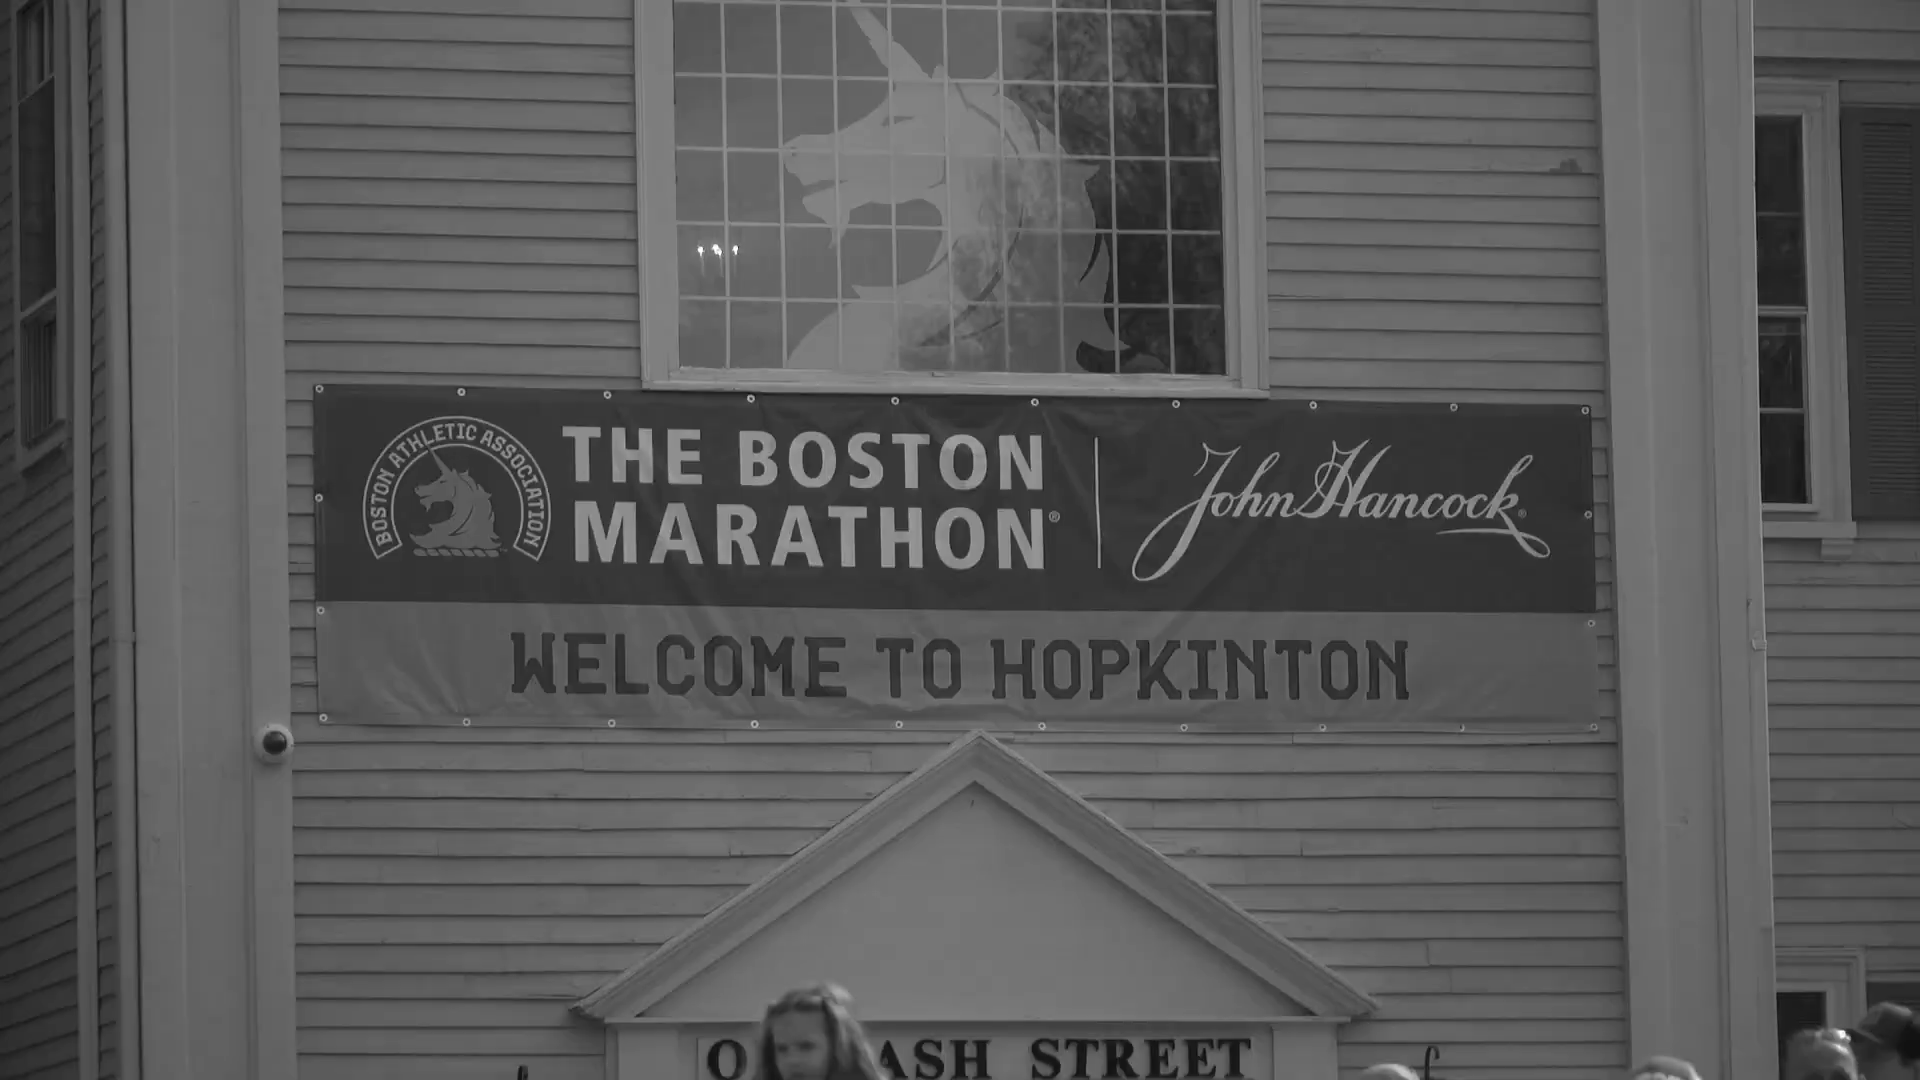 BOSTON ATHLETIC ASSOCIATION
THE BOSTON
MARATHON®
John Hancock®
WELCOME TO HOPKINTON
ASH STREET